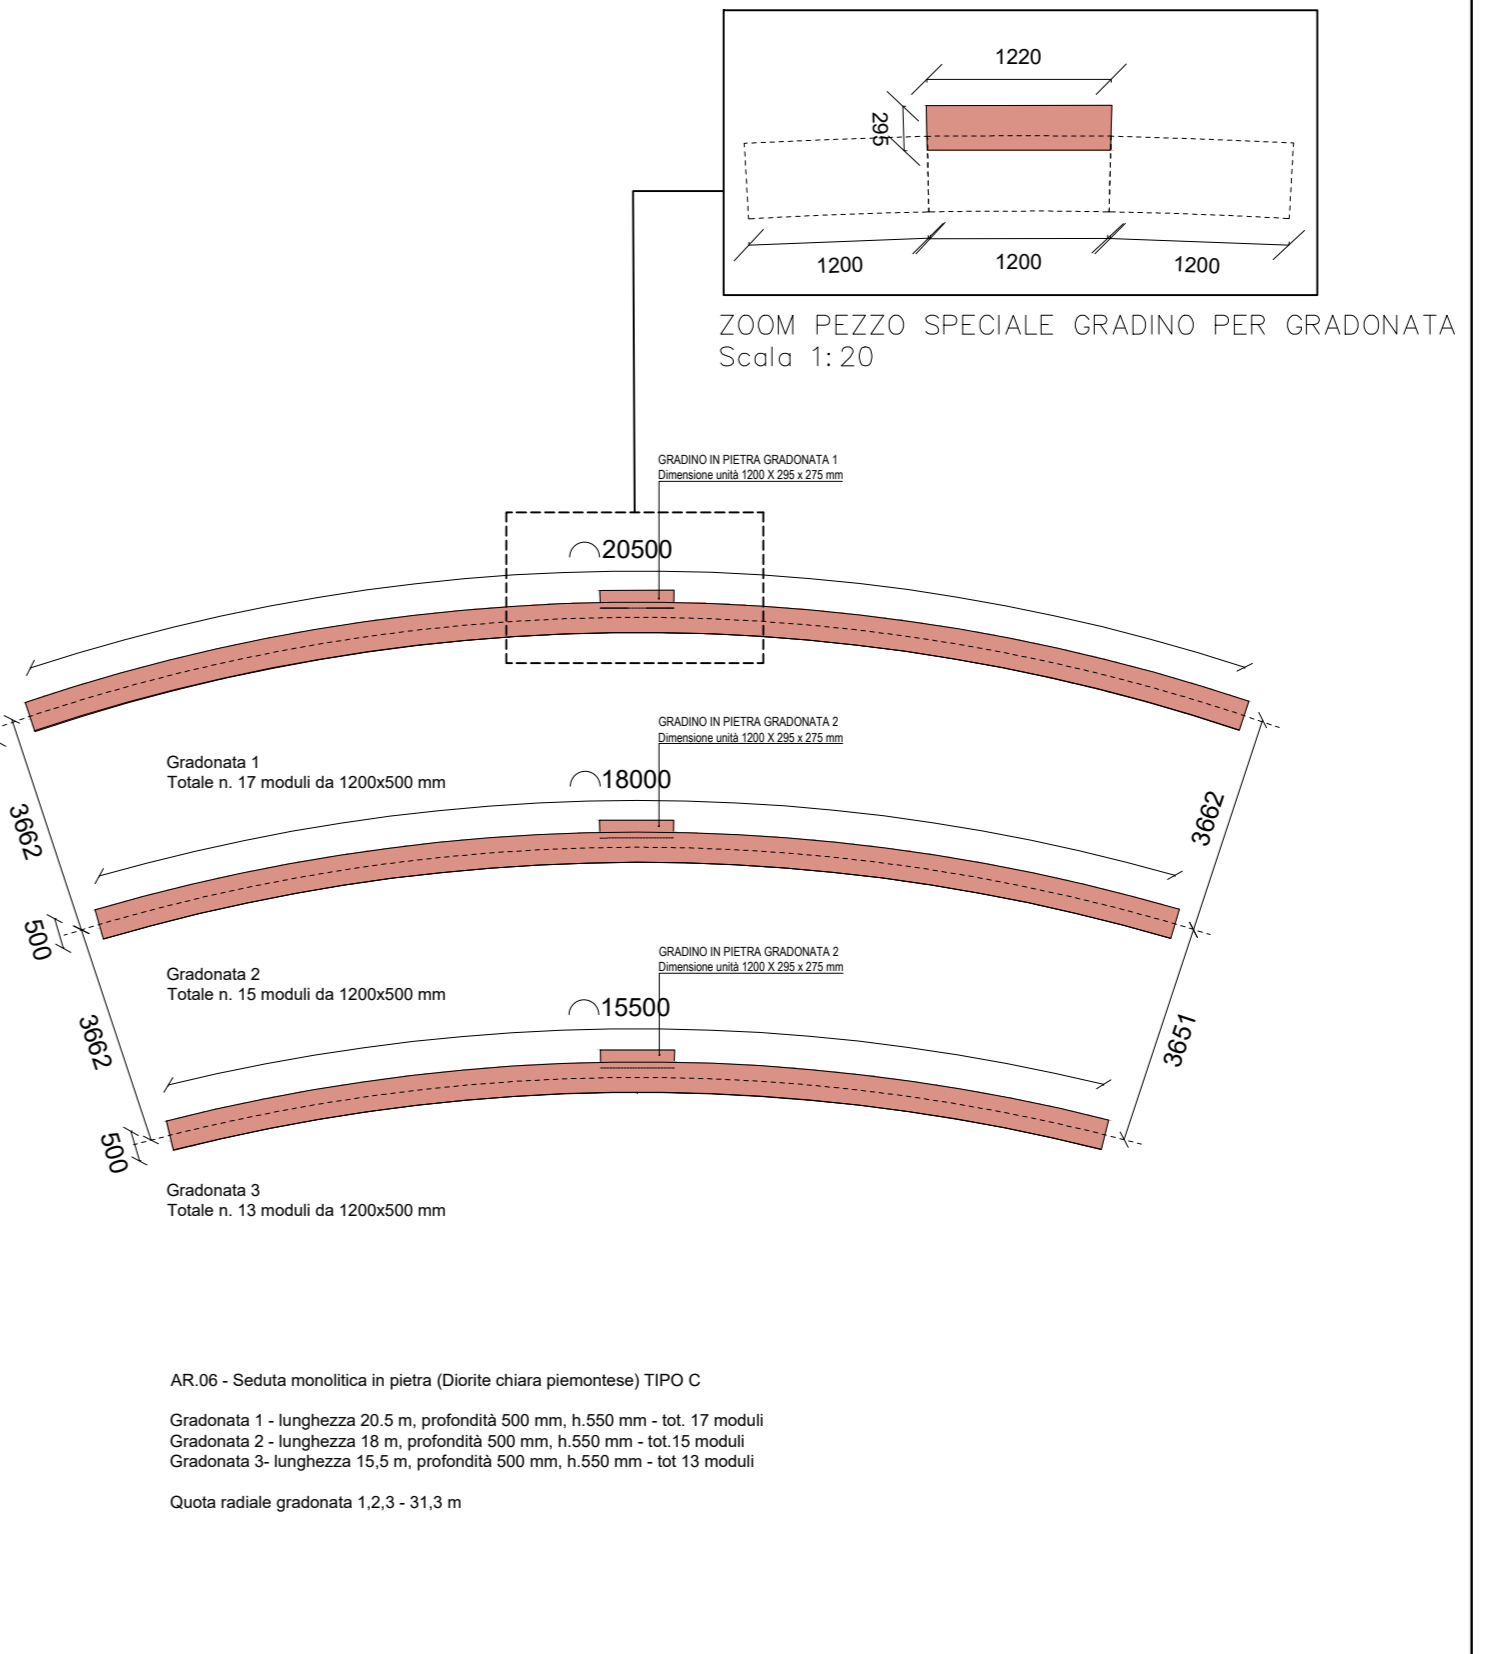 1220
295
1200
1200
1200
ZOOM PEZZO SPECIALE GRADINO PER GRADONATA
Scala 1:20
GRADINO IN PIETRA GRADONATA 1
Dimensione unità 1200 X 295 x 275 mm
20500
Gradonata 1
Totale n. 17 moduli da 1200x500 mm
GRADINO IN PIETRA GRADONATA 2
Dimensione unità 1200 X 295 x 275 mm
18000
3662
3662
500
Gradonata 2
Totale n. 15 moduli da 1200x500 mm
GRADINO IN PIETRA GRADONATA 2
Dimensione unità 1200 X 295 x 275 mm
15500
3662
3651
500
Gradonata 3
Totale n. 13 moduli da 1200x500 mm
AR.06 - Seduta monolitica in pietra (Diorite chiara piemontese) TIPO C
Gradonata 1 - lunghezza 20.5 m, profondità 500 mm, h.550 mm - tot. 17 moduli
Gradonata 2 - lunghezza 18 m, profondità 500 mm, h.550 mm - tot.15 moduli
Gradonata 3- lunghezza 15,5 m, profondità 500 mm, h.550 mm - tot 13 moduli
Quota radiale gradonata 1,2,3 - 31,3 m